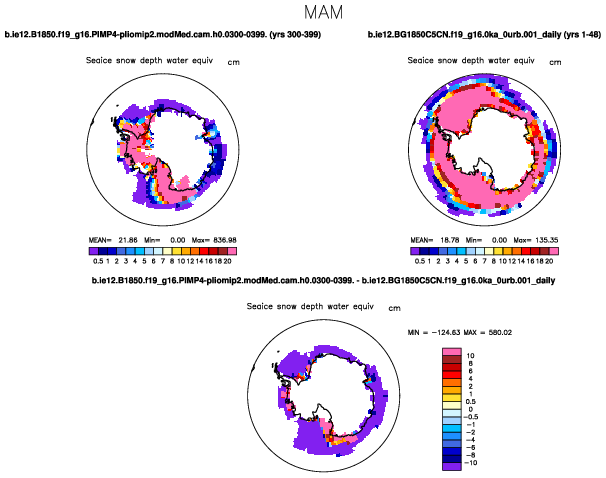 MAM
b.ie12.B1850.f19_g16.PIMP4-pliomip2.modMed.cam.h0.0300-0399. (yrs 300-399)
b.ie12.BG1850C5CN.f19_g16.0ka_0urb.001_daily (yrs 1-48)
Seaice snow depth water equiv cm
Seaice snow depth water equiv cm
MEAN= 21.86 Min= 0.00 Max= 836.98
MEAN= 18.78 Min= 0.00 Max= 135.35
0.5 1 2 3 4 5 6 7 8 9 10 12 14 16 18 20
0.5 1 2 3 4 5 6 7 8 9 10 12 14 16 18 20
b.ie12.B1850.f19_g16.PIMP4-pliomip2.modMed.cam.h0.0300-0399. - b.ie12.BG1850C5CN.f19_g16.0ka_0urb.001_daily
Seaice snow depth water equiv cm
MIN = -124.63 MAX = 580.02
10
8
6
4
2
1
0.5
0
-0.5
-1
-2
-4
-6
-8
-10